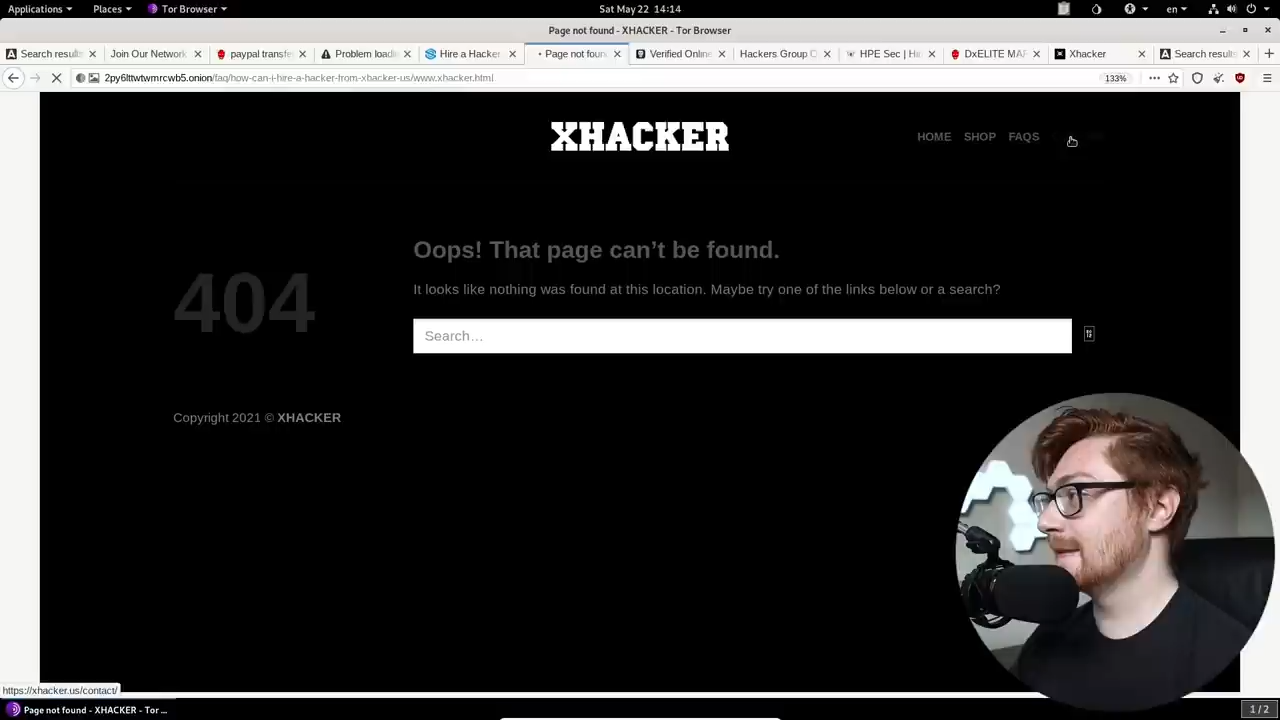 Applications
Places
Tor Browser
Sat May 22 14:14
en
Page not found - XHACKER - Tor Browser
Search results
Join Our Network
paypal transfe
Problem loadi
Hire a Hacker
Page not foun
Verified Online
Hackers Group
HPE Sec | Hi
DxELITE MA
Xhacker
Search results
2py6lttwtwmrcwb5.onion/faq/how-can-i-hire-a-hacker-from-xhacker-us/www.xhacker.html
133%
XHACKER
HOME SHOP FAQS
404
Oops! That page can’t be found.
It looks like nothing was found at this location. Maybe try one of the links below or a search?
Search…
Copyright 2021 © XHACKER
https://xhacker.us/contact/
Page not found - XHACKER - Tor ...
1 / 2